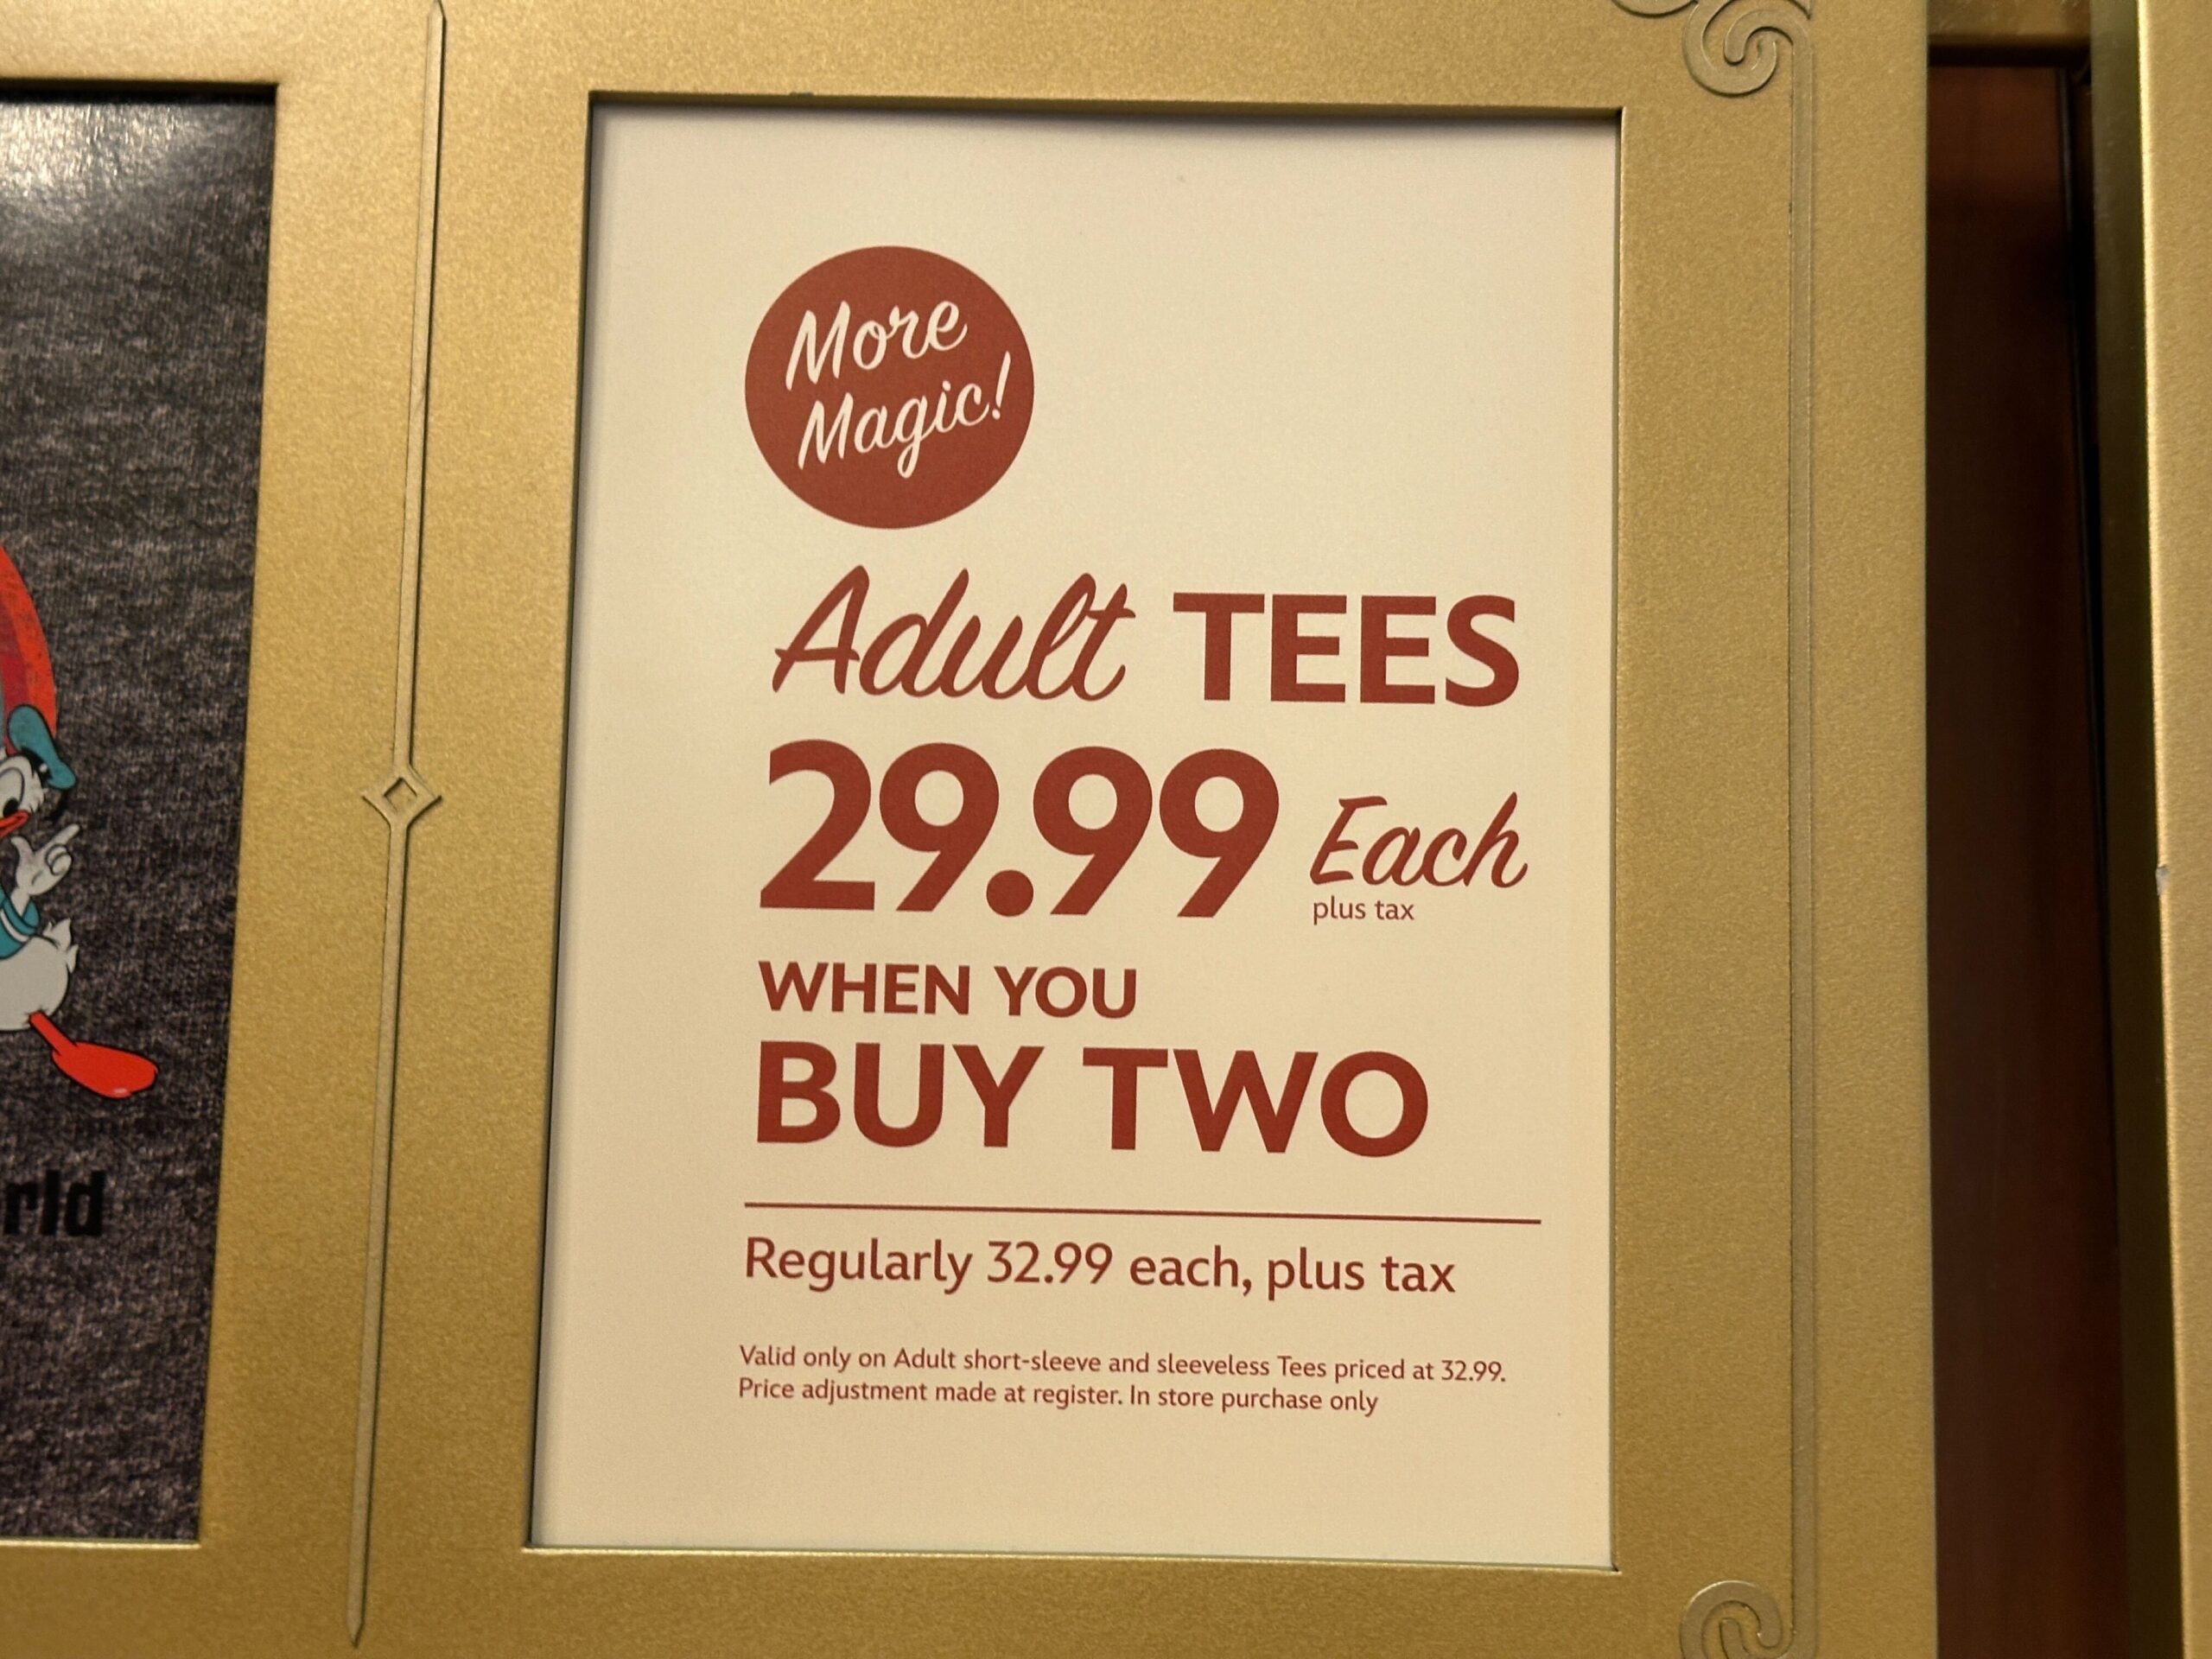 More
Magic!
Adult TEES
29.99 Each
plus tax
WHEN YOU
BUY TWO
Regularly 32.99 each, plus tax
Valid only on Adult short-sleeve and sleeveless Tees priced at 32.99.
Price adjustment made at register. In store purchase only
rld